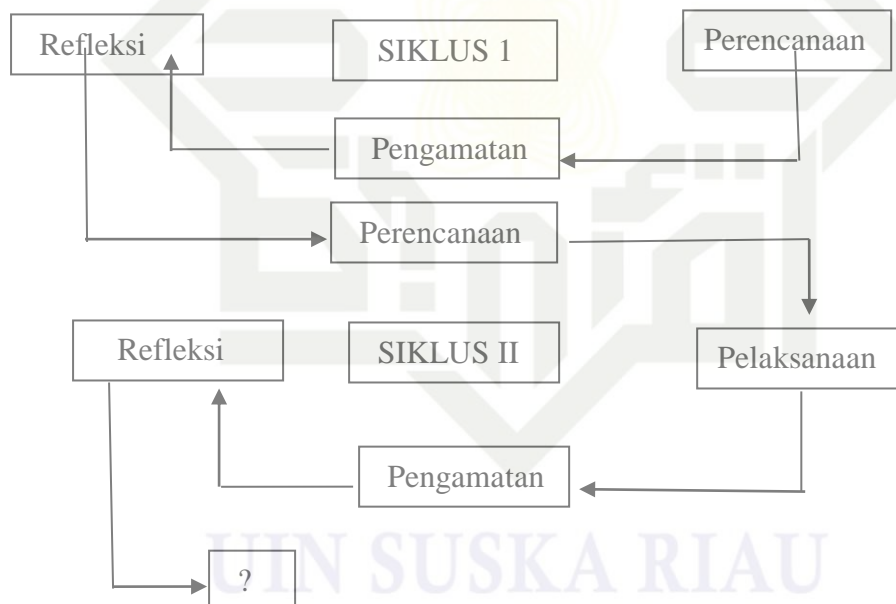 Refleksi
SIKLUS 1
Perencanaan
Pengamatan
Perencanaan
Refleksi
SIKLUS II
Pelaksanaan
Pengamatan
?
UIN SUSKA RIAU